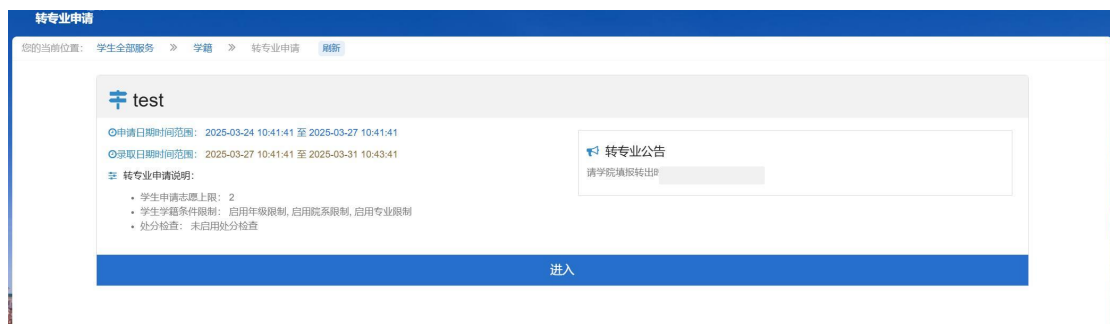 转专业申请
您的当前位置: 学生全部服务 » 学籍 » 转专业申请 刷新
test
申请日期时间范围: 2025-03-24 10:41:41 至 2025-03-27 10:41:41
录取日期时间范围: 2025-03-27 10:41:41 至 2025-03-31 10:43:41
转专业申请说明:
• 学生申请志愿上限: 2
• 学生学籍条件限制: 启用年级限制, 启用院系限制, 启用专业限制
• 处分检查: 未启用处分检查
转专业公告
请学院填报转出
进入